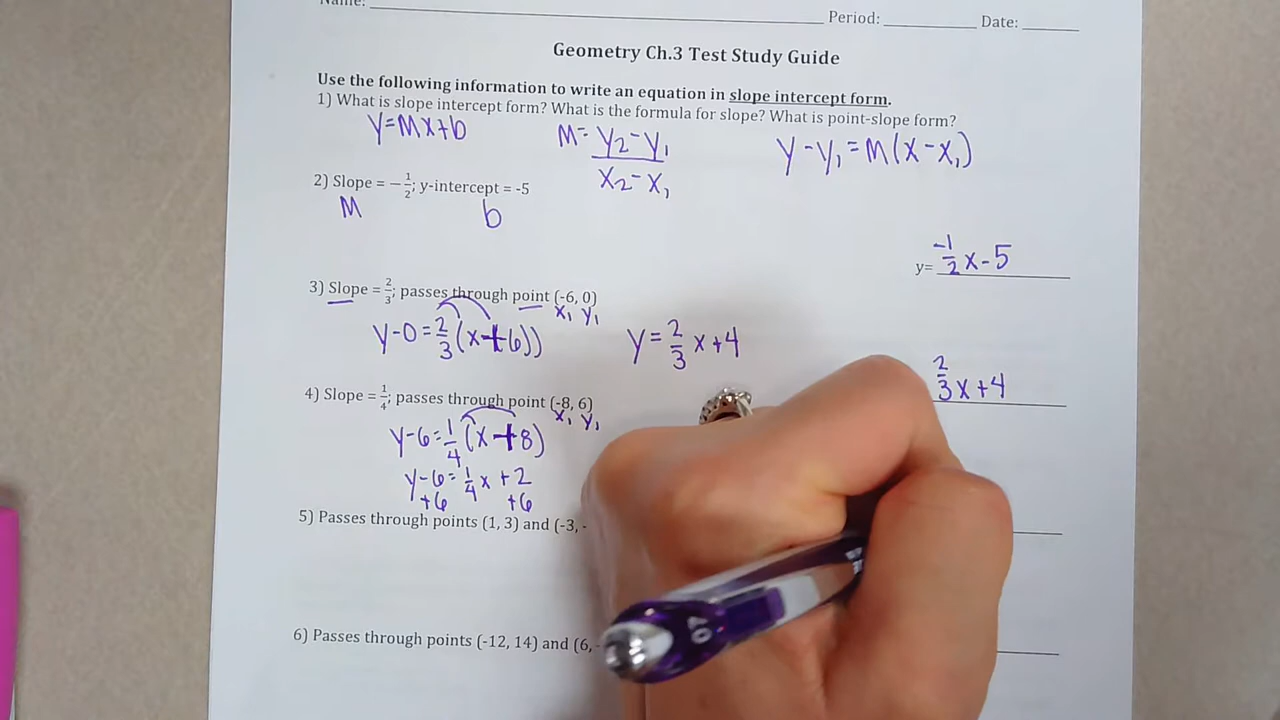 Name: Period: Date:
Geometry Ch.3 Test Study Guide
Use the following information to write an equation in slope intercept form.
1) What is slope intercept form? What is the formula for slope? What is point-slope form?
y=Mx+b M= y₂-y₁ / x₂-x₁ y-y₁=M(x-x₁)
2) Slope = -1/2; y-intercept = -5
M b
y= -1/2 x-5
3) Slope = 2/3; passes through point (-6, 0)
x₁ y₁
y-0=2/3(x+6)) y=2/3 x+4
2/3 x+4
4) Slope = 1/4; passes through point (-8, 6)
x₁ y₁
y-6=1/4(x+8)
y-6=1/4 x+2
+6 +6
5) Passes through points (1, 3) and (-3, -
6) Passes through points (-12, 14) and (6, -
40